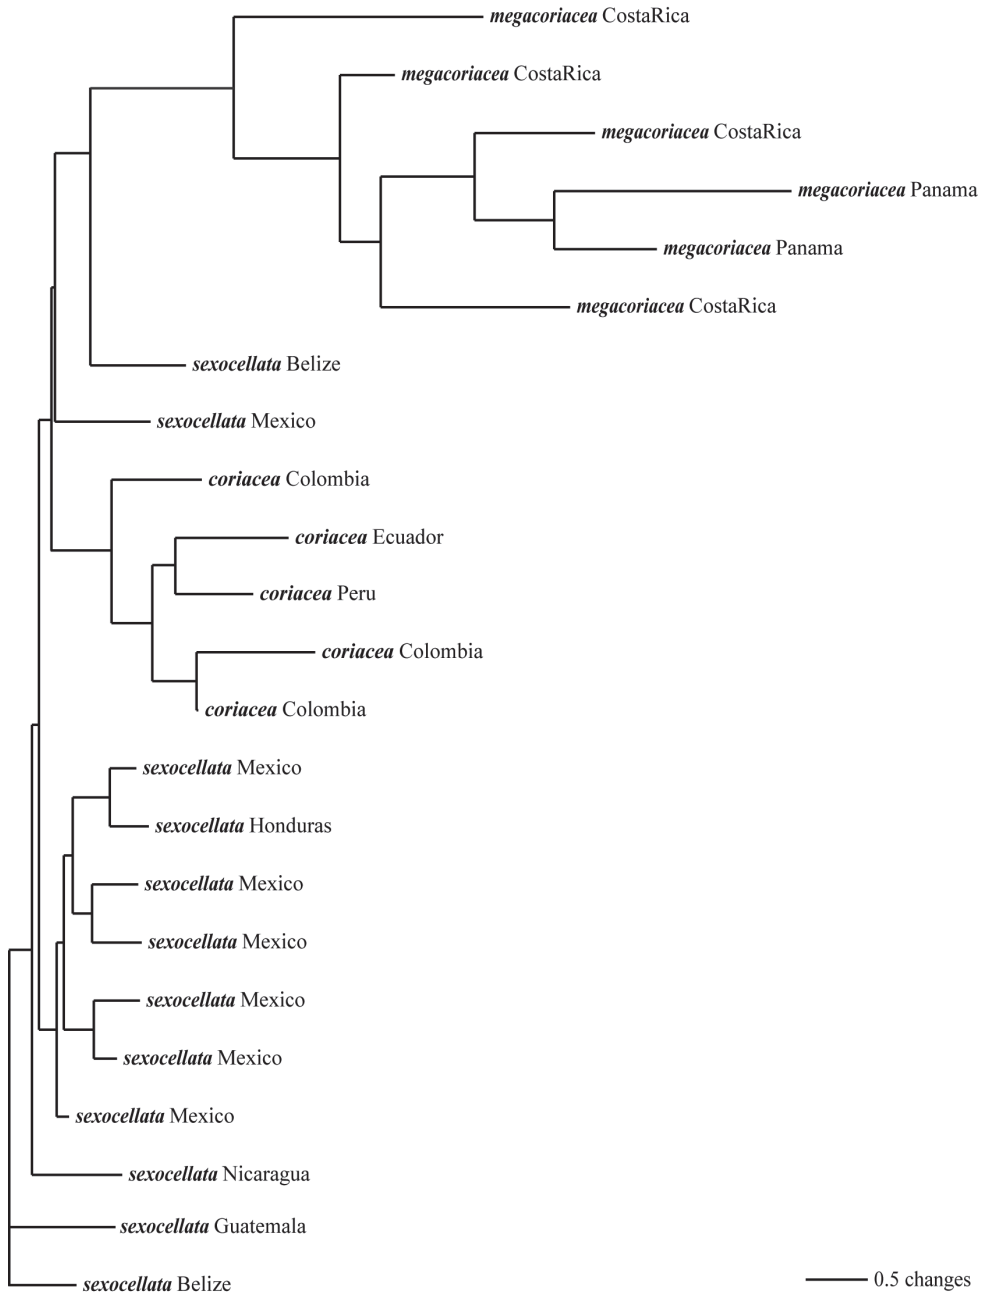 megacoriacea CostaRica
megacoriacea CostaRica
megacoriacea CostaRica
megacoriacea Panama
megacoriacea Panama
megacoriacea CostaRica
sexocellata Belize
sexocellata Mexico
coriacea Colombia
coriacea Ecuador
coriacea Peru
coriacea Colombia
coriacea Colombia
sexocellata Mexico
sexocellata Honduras
sexocellata Mexico
sexocellata Mexico
sexocellata Mexico
sexocellata Mexico
sexocellata Mexico
sexocellata Nicaragua
sexocellata Guatemala
sexocellata Belize
0.5 changes